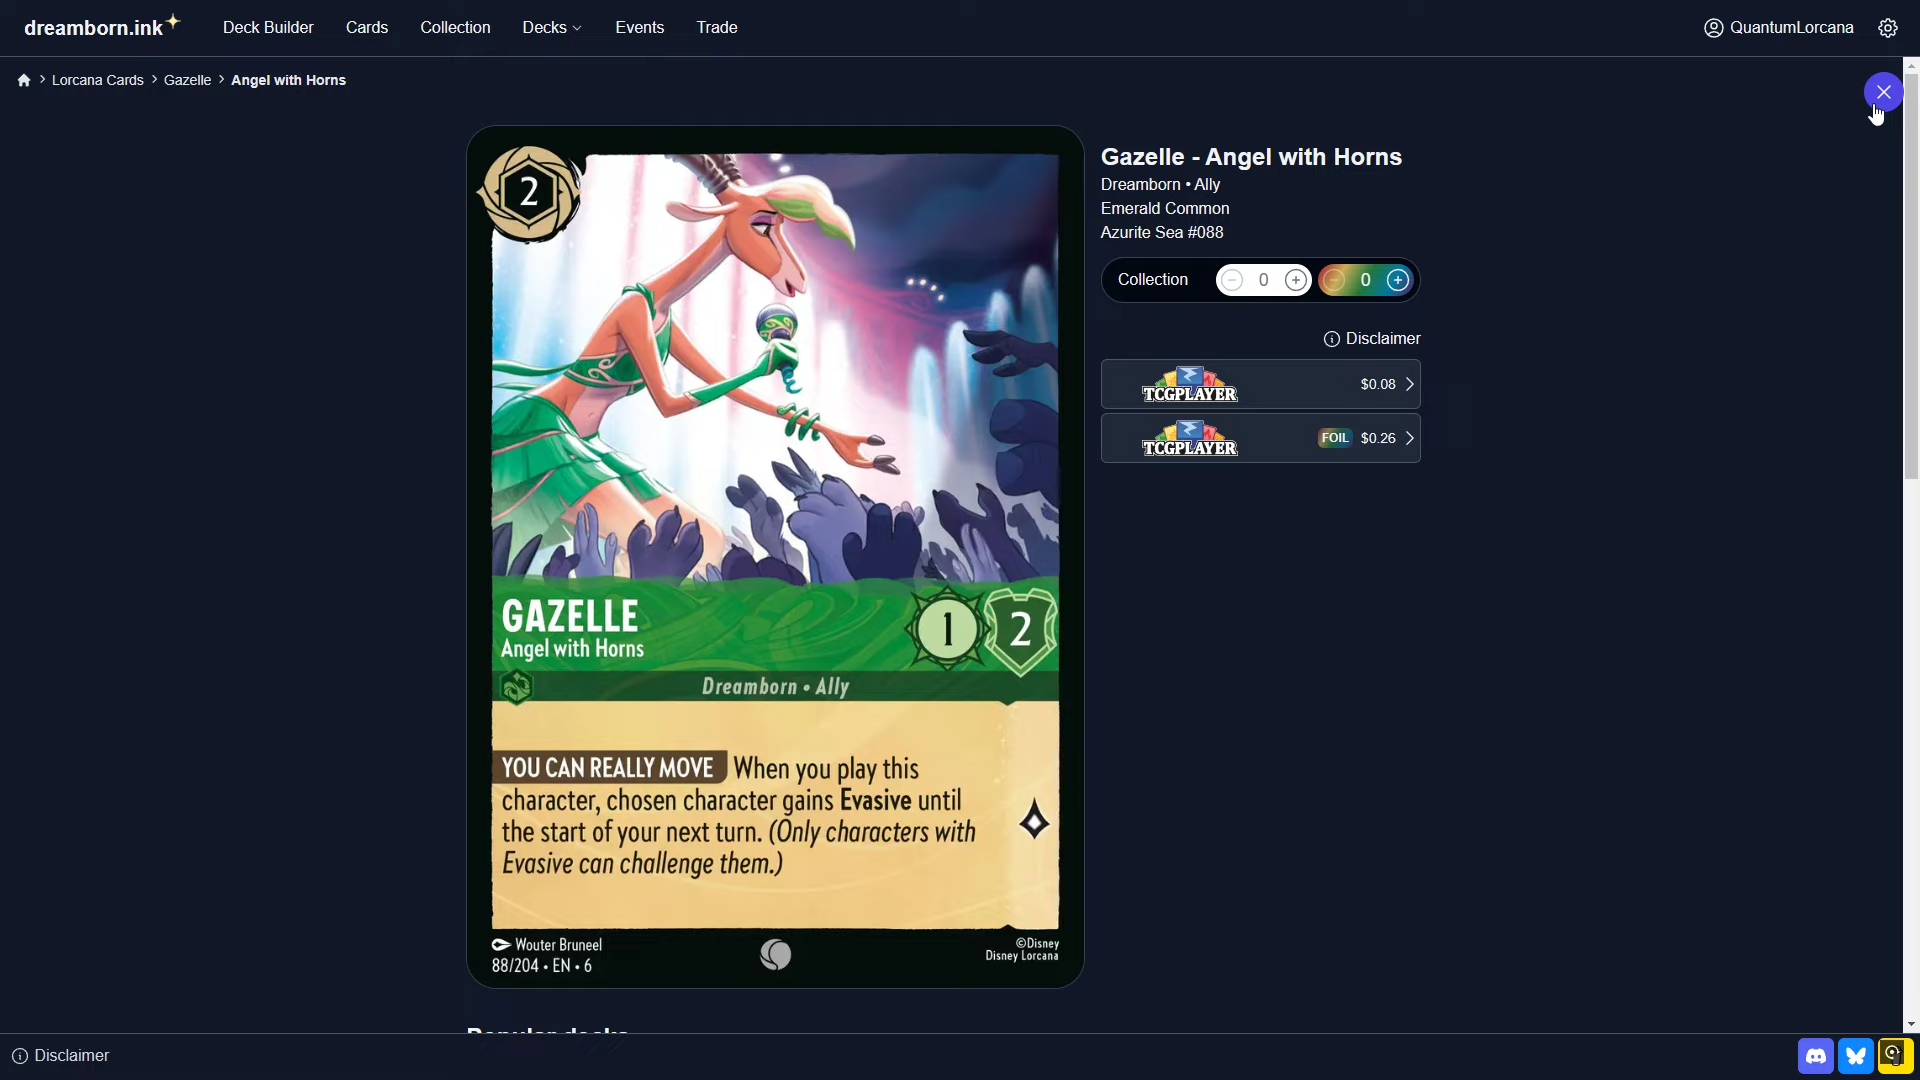 dreamborn.ink Deck Builder Cards Collection Decks Events Trade QuantumLorcana
Lorcana Cards Gazelle Angel with Horns
2
GAZELLE
Angel with Horns
1 2
Dreamborn • Ally
YOU CAN REALLY MOVE When you play this
character, chosen character gains Evasive until
the start of your next turn. (Only characters with
Evasive can challenge them.)
Wouter Bruneel
88/204 • EN • 6
©Disney
Disney Lorcana
Gazelle - Angel with Horns
Dreamborn • Ally
Emerald Common
Azurite Sea #088
Collection 0 0
Disclaimer
TCGPLAYER $0.08
TCGPLAYER FOIL $0.26
Popular decks
Disclaimer